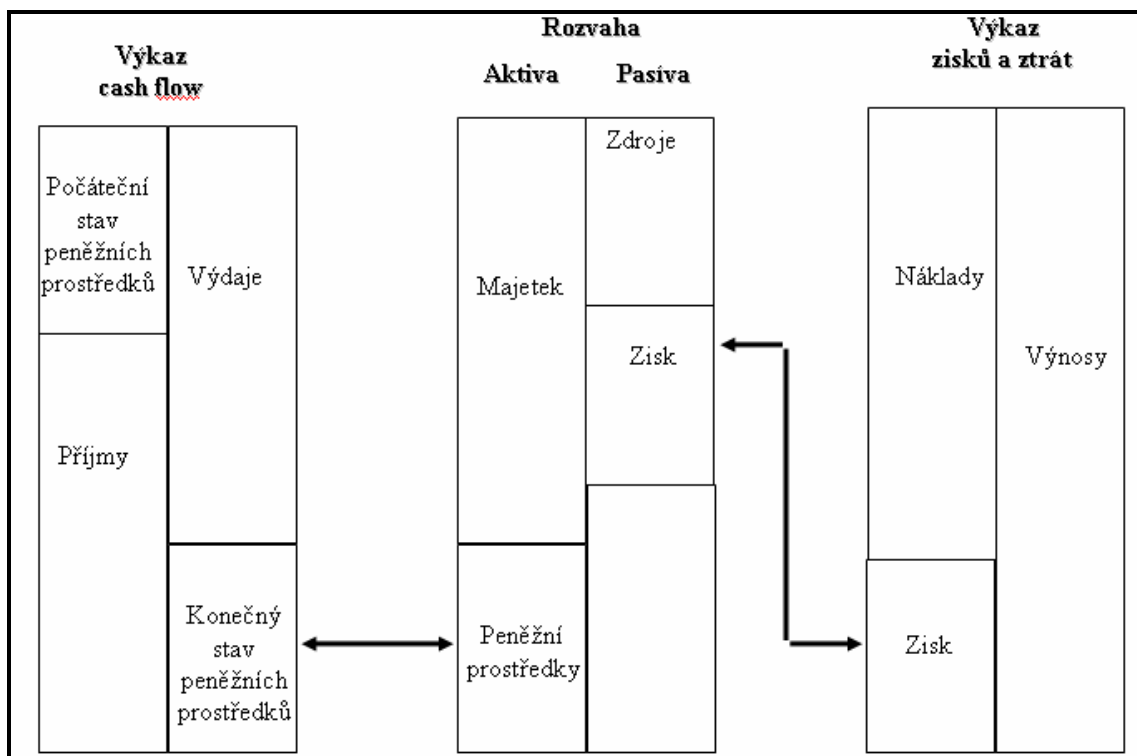 Výkaz
cash flow
Počáteční
stav
peněžních
prostředků
Výdaje
Příjmy
Konečný
stav
peněžních
prostředků
Rozvaha
Aktiva
Pasíva
Zdroje
Majetek
Zisk
Peněžní
prostředky
Výkaz
zisků a ztrát
Náklady
Výnosy
Zisk